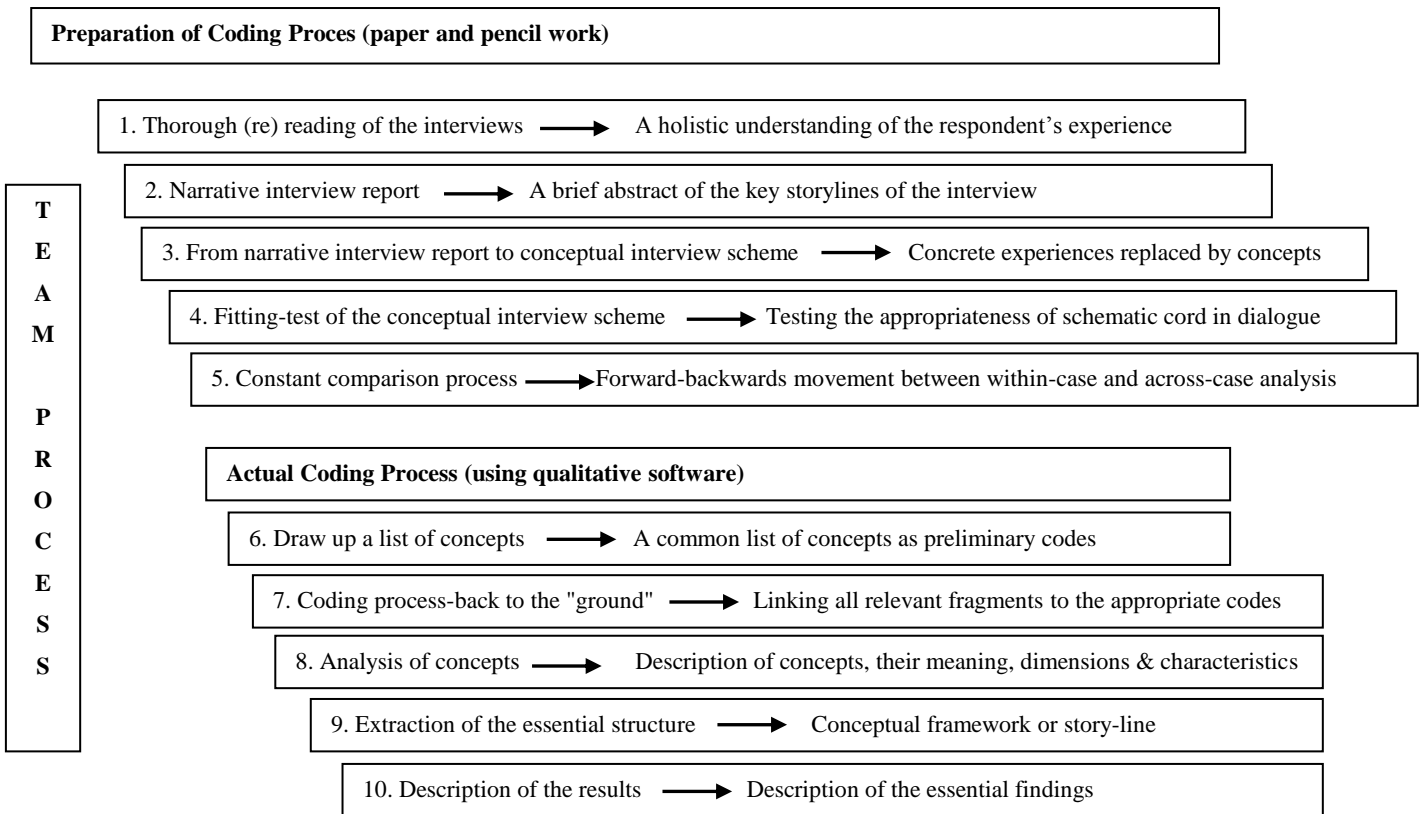 Preparation of Coding Proces (paper and pencil work)
1. Thorough (re) reading of the interviews A holistic understanding of the respondent’s experience
2. Narrative interview report A brief abstract of the key storylines of the interview
3. From narrative interview report to conceptual interview scheme Concrete experiences replaced by concepts
4. Fitting-test of the conceptual interview scheme Testing the appropriateness of schematic cord in dialogue
5. Constant comparison process Forward-backwards movement between within-case and across-case analysis
T
E
A
M
P
R
O
C
E
S
S
Actual Coding Process (using qualitative software)
6. Draw up a list of concepts A common list of concepts as preliminary codes
7. Coding process-back to the "ground" Linking all relevant fragments to the appropriate codes
8. Analysis of concepts Description of concepts, their meaning, dimensions & characteristics
9. Extraction of the essential structure Conceptual framework or story-line
10. Description of the results Description of the essential findings